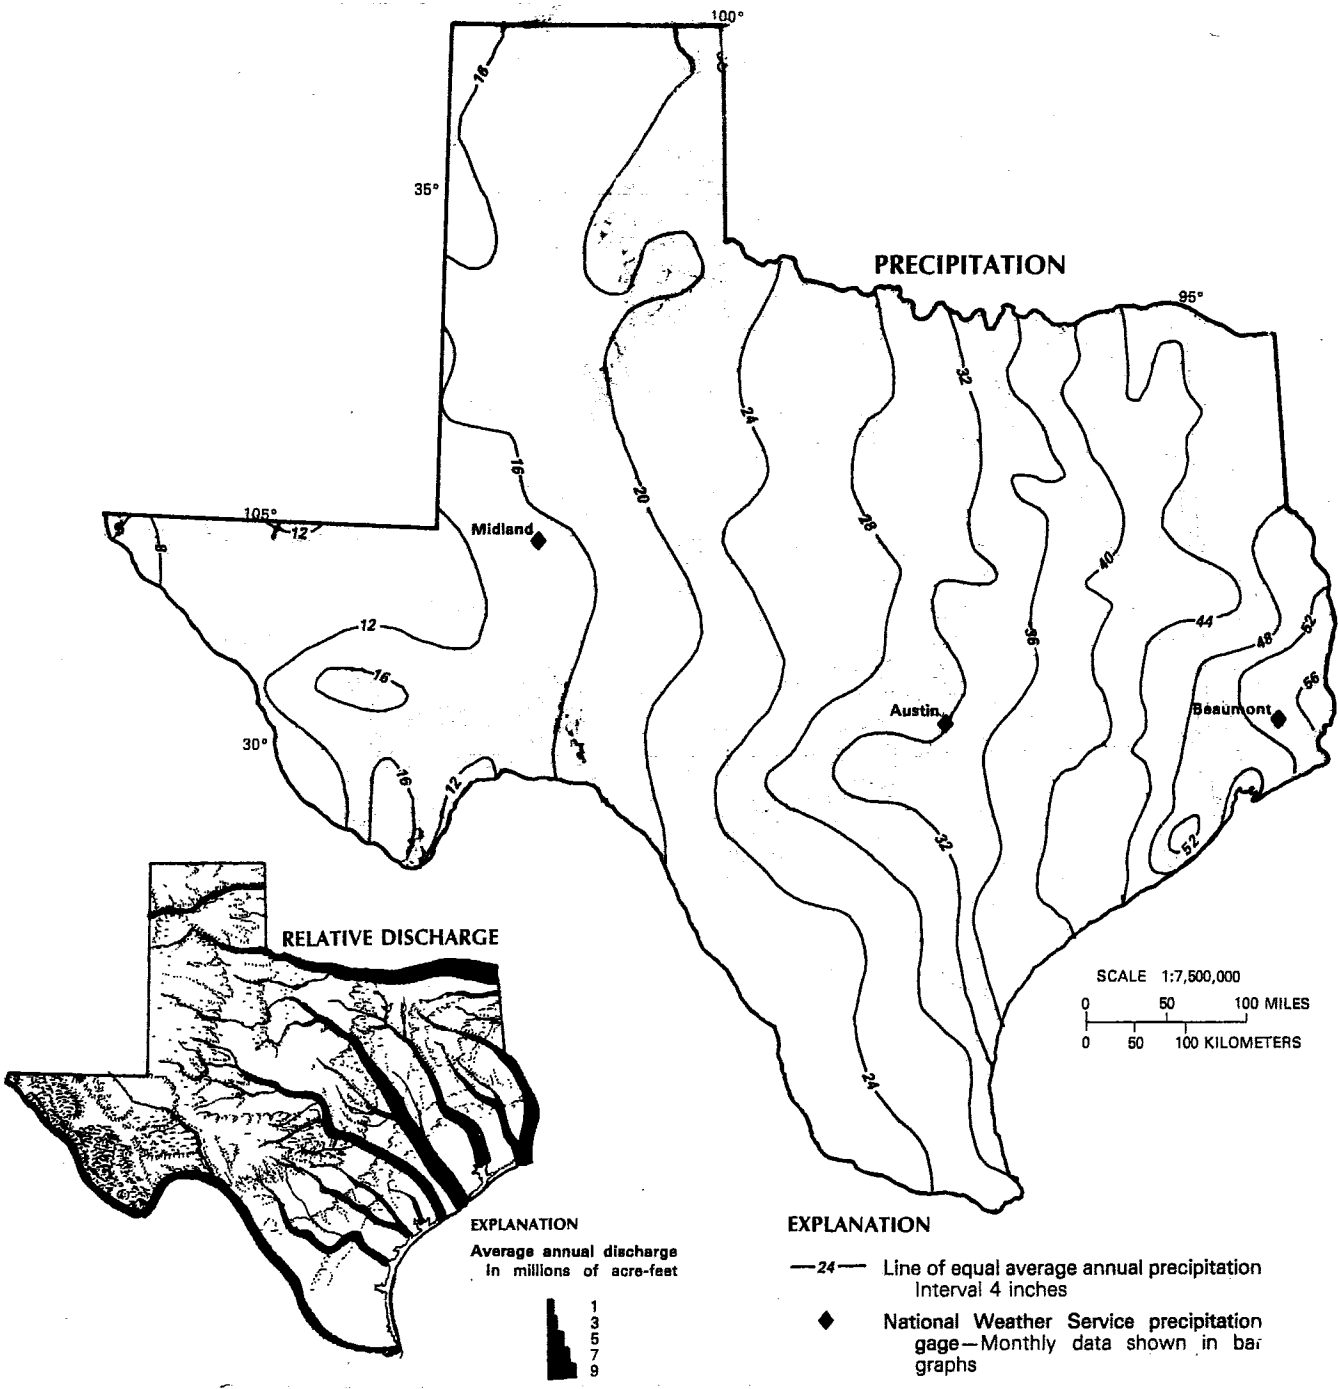 100°
16
35°
PRECIPITATION
95°
32
24
16
20
105°
12
Midland
28
8
40
12
36
44
48
52
16
56
Austin
Beaumont
30°
16
12
32
52
RELATIVE DISCHARGE
SCALE 1:7,500,000
0 50 100 MILES
0 50 100 KILOMETERS
24
EXPLANATION
Average annual discharge
In millions of acre-feet
1
3
5
7
9
EXPLANATION
—24— Line of equal average annual precipitation
Interval 4 inches
National Weather Service precipitation
gage—Monthly data shown in bar
graphs